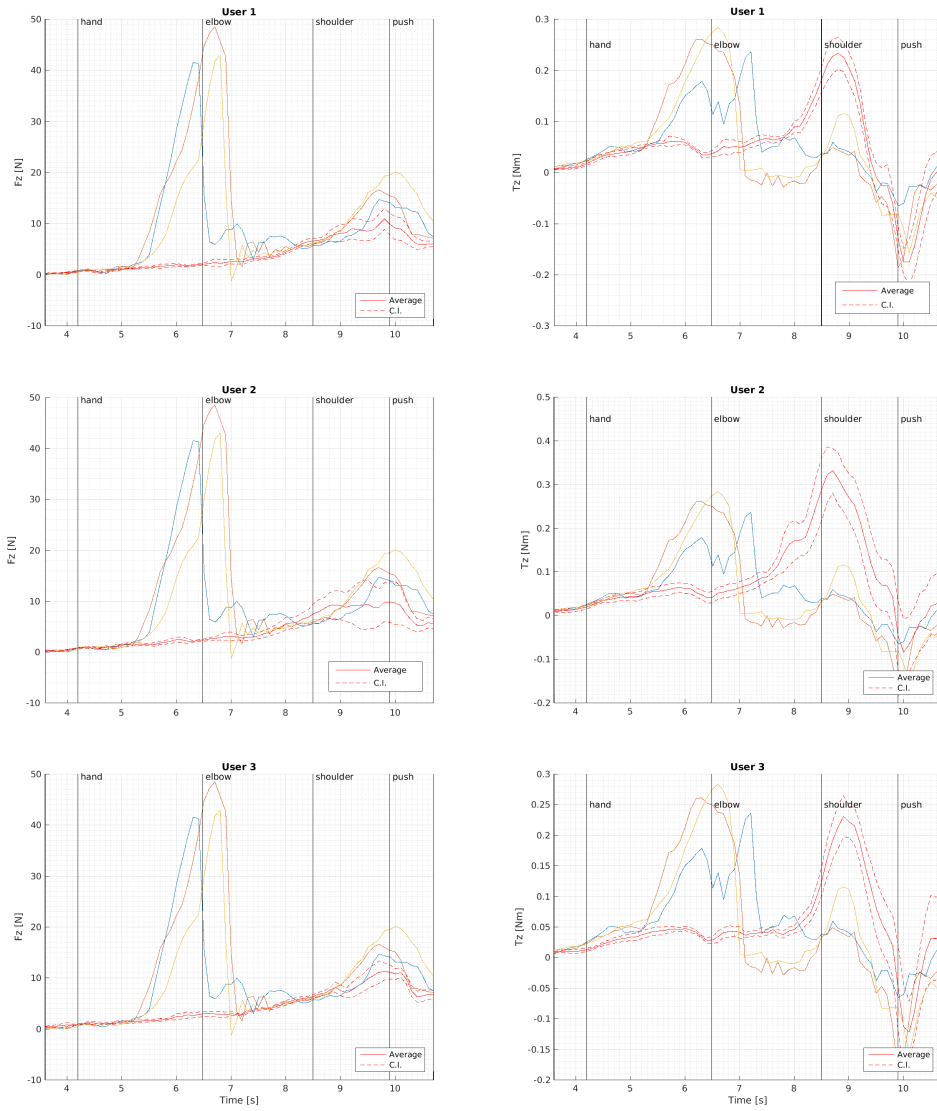 User 1
hand elbow shoulder push
50
40
30
20
10
0
-10
Fz [N]
4 5 6 7 8 9 10
Average
C.I.
User 1
hand elbow shoulder push
0.3
0.2
0.1
0
-0.1
-0.2
-0.3
Tz [Nm]
4 5 6 7 8 9 10
Average
C.I.
User 2
hand elbow shoulder push
50
40
30
20
10
0
-10
Fz [N]
4 5 6 7 8 9 10
Average
C.I.
User 2
hand elbow shoulder push
0.5
0.4
0.3
0.2
0.1
0
-0.1
-0.2
Tz [Nm]
4 5 6 7 8 9 10
Average
C.I.
User 3
hand elbow shoulder push
50
40
30
20
10
0
-10
Fz [N]
4 5 6 7 8 9 10
Time [s]
Average
C.I.
User 3
hand elbow shoulder push
0.3
0.25
0.2
0.15
0.1
0.05
0
-0.05
-0.1
-0.15
-0.2
Tz [Nm]
4 5 6 7 8 9 10
Time [s]
Average
C.I.